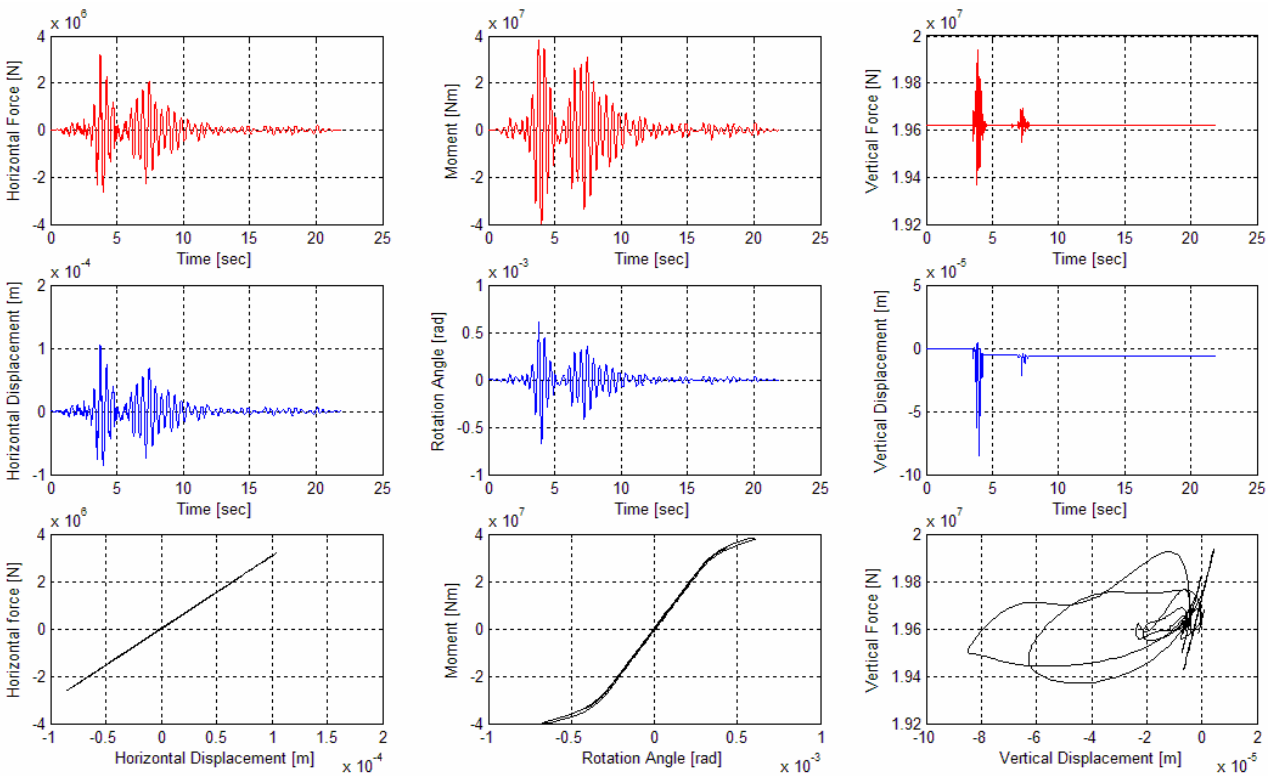 x 10^6
Horizontal Force [N]
4
2
0
-2
-4
0 5 10 15 20 25
Time [sec]
x 10^7
Moment [Nm]
4
2
0
-2
-4
0 5 10 15 20 25
Time [sec]
x 10^7
Vertical Force [N]
2
1.98
1.96
1.94
1.92
0 5 10 15 20 25
Time [sec]
x 10^-4
Horizontal Displacement [m]
2
1
0
-1
0 5 10 15 20 25
Time [sec]
x 10^-3
Rotation Angle [rad]
1
0.5
0
-0.5
-1
0 5 10 15 20 25
Time [sec]
x 10^-5
Vertical Displacement [m]
5
0
-5
-10
0 5 10 15 20 25
Time [sec]
x 10^6
Horizontal force [N]
4
2
0
-2
-4
-1 -0.5 0 0.5 1 1.5 2
Horizontal Displacement [m]
x 10^-4
x 10^7
Moment [Nm]
4
2
0
-2
-4
-1 -0.5 0 0.5 1
Rotation Angle [rad]
x 10^-3
x 10^7
Vertical Force [N]
2
1.98
1.96
1.94
1.92
-10 -8 -6 -4 -2 0 2
Vertical Displacement [m]
x 10^-5